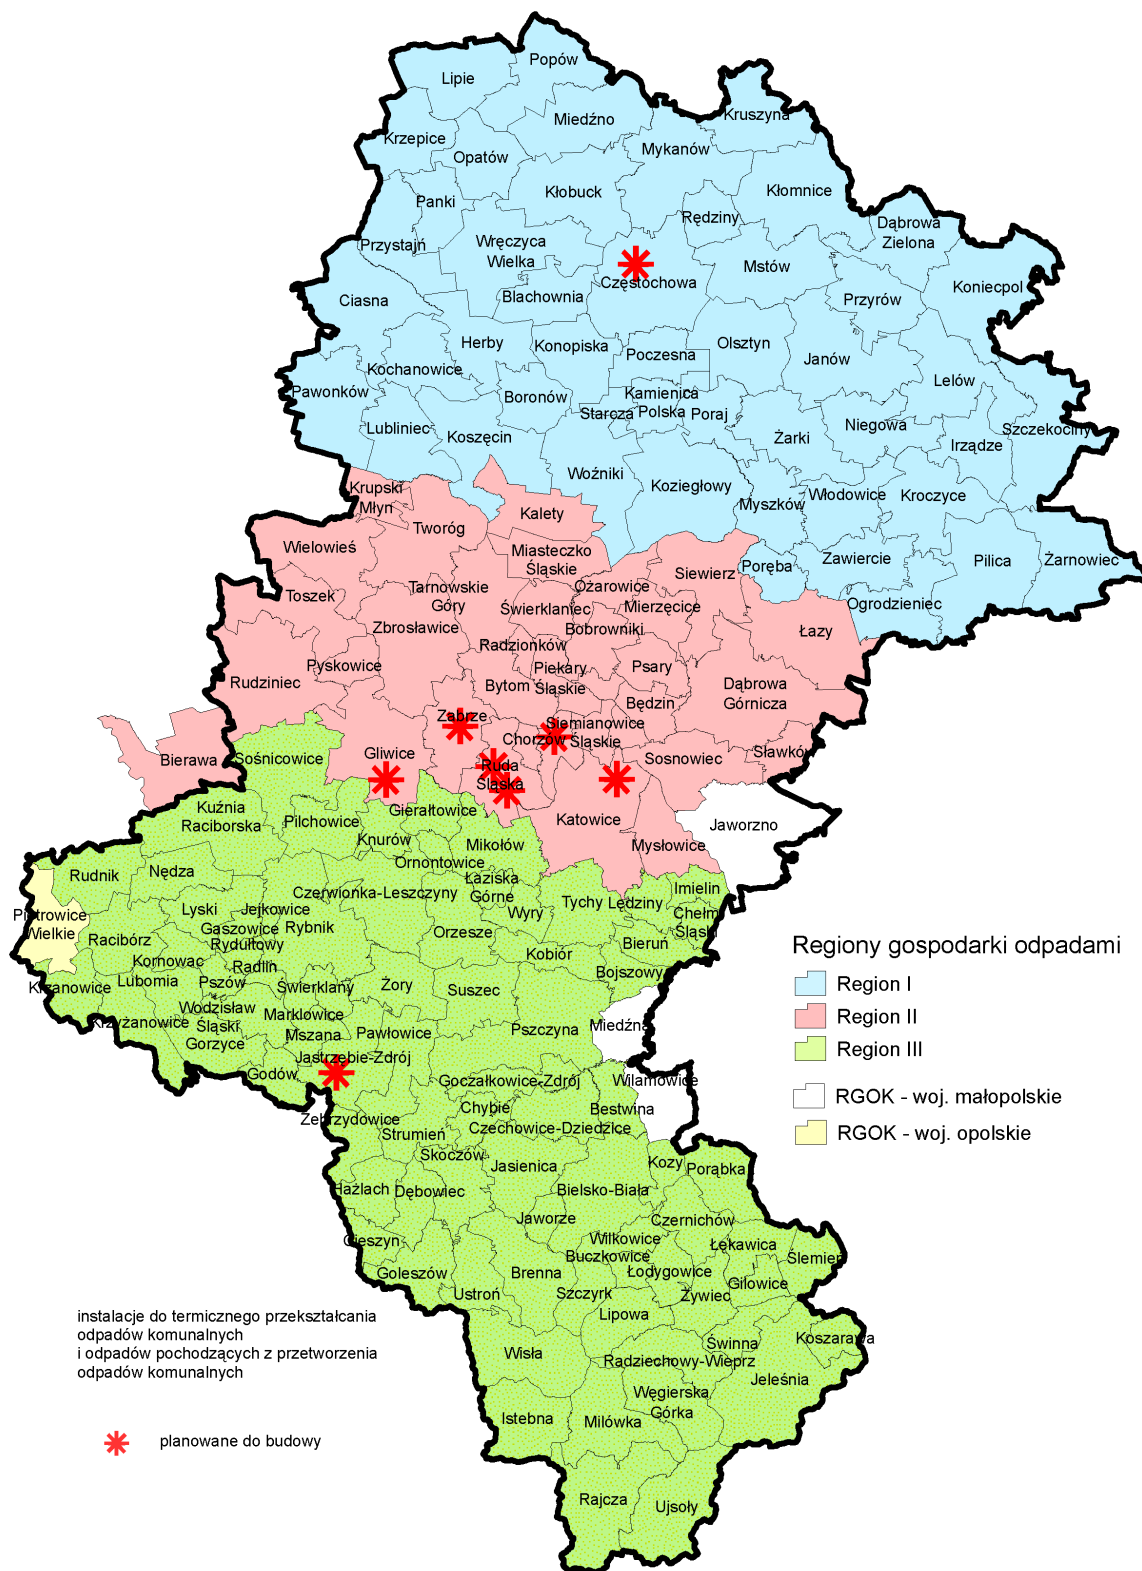 Popów
Lipie
Kruszyna
Miedźno
Krzepice
Mykanów
Opatów
Kłobuck
Kłomnice
Panki
Rędziny
Dąbrowa
Zielona
Przystajń
Wręczyca
Wielka
Mstów
Częstochowa
Koniecpol
Ciasna
Blachownia
Przyrów
Herby
Konopiska
Olsztyn
Poczesna
Janów
Kochanowice
Lelów
Pawonków
Boronów
Kamienica
Polska
Starcza
Poraj
Niegowa
Szczekociny
Lubliniec
Koszęcin
Żarki
Irządze
Woźniki
Koziegłowy
Krupski
Młyn
Myszków
Włodowice
Kroczyce
Kalety
Tworóg
Wielowieś
Miasteczko
Śląskie
Zawiercie
Pilica
Żarnowiec
Poręba
Siewierz
Ożarowice
Tarnowskie
Góry
Toszek
Świerklaniec
Mierzęcice
Ogrodzieniec
Zbrosławice
Bobrowniki
Łazy
Radzionków
Pyskowice
Piekary
Śląskie
Psary
Rudziniec
Bytom
Dąbrowa
Górnicza
Będzin
Zabrze
Siemianowice
Śląskie
Chorzów
Sławków
Gliwice
Sośnicowice
Bierawa
Sosnowiec
Ruda
Śląska
Kuźnia
Raciborska
Pilchowice
Gierałtowice
Katowice
Jaworzno
Knurów
Mikołów
Mysłowice
Ornontowice
Rudnik
Nędza
Łaziska
Górne
Czerwionka-Leszczyny
Imielin
Tychy
Lędziny
Pietrowice
Wielkie
Lyski
Jejkowice
Wyry
Chełm
Śląski
Gaszowice
Rybnik
Racibórz
Rydułtowy
Orzesze
Bieruń
Kornowac
Radlin
Kobiór
Bojszowy
Krzanowice
Lubomia
Pszów
Świerklany
Żory
Suszec
Wodzisław
Śląski
Marklowice
Krzyżanowice
Mszana
Pawłowice
Pszczyna
Miedźna
Gorzyce
Jastrzębie-Zdrój
Godów
Goczałkowice-Zdrój
Wilamowice
Chybie
Bestwina
Zebrzydowice
Strumień
Czechowice-Dziedzice
Skoczów
Jasienica
Kozy
Porąbka
Hażlach
Dębowiec
Bielsko-Biała
Jaworze
Czernichów
Cieszyn
Wilkowice
Łękawica
Buczkowice
Ślemień
Goleszów
Brenna
Łodygowice
Gilowice
Ustroń
Szczyrk
Żywiec
Lipowa
Koszarawa
Świnna
Wisła
Radziechowy-Wieprz
Jeleśnia
Węgierska
Górka
Istebna
Milówka
Rajcza
Ujsoły
Regiony gospodarki odpadami
Region I
Region II
Region III
RGOK - woj. małopolskie
RGOK - woj. opolskie
instalacje do termicznego przekształcania
odpadów komunalnych
i odpadów pochodzących z przetworzenia
odpadów komunalnych
planowane do budowy